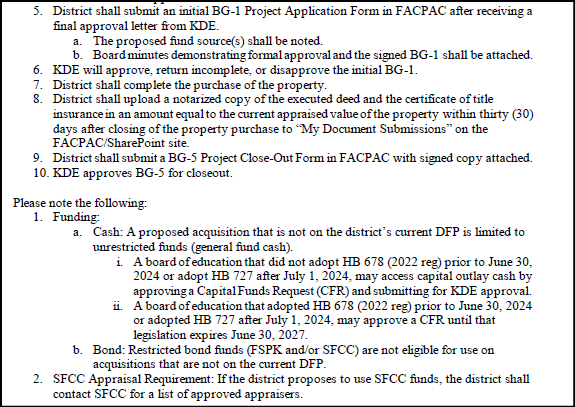 5. District shall submit an initial BG-1 Project Application Form in FACPAC after receiving a
final approval letter from KDE.
a. The proposed fund source(s) shall be noted.
b. Board minutes demonstrating formal approval and the signed BG-1 shall be attached.
6. KDE will approve, return incomplete, or disapprove the initial BG-1.
7. District shall complete the purchase of the property.
8. District shall upload a notarized copy of the executed deed and the certificate of title
insurance in an amount equal to the current appraised value of the property within thirty (30)
days after closing of the property purchase to “My Document Submissions” on the
FACPAC/SharePoint site.
9. District shall submit a BG-5 Project Close-Out Form in FACPAC with signed copy attached.
10. KDE approves BG-5 for closeout.
Please note the following:
1. Funding:
a. Cash: A proposed acquisition that is not on the district’s current DFP is limited to
unrestricted funds (general fund cash).
i. A board of education that did not adopt HB 678 (2022 reg) prior to June 30,
2024 or adopt HB 727 after July 1, 2024, may access capital outlay cash by
approving a Capital Funds Request (CFR) and submitting for KDE approval.
ii. A board of education that adopted HB 678 (2022 reg) prior to June 30, 2024
or adopted HB 727 after July 1, 2024, may approve a CFR until that
legislation expires June 30, 2027.
b. Bond: Restricted bond funds (FSPK and/or SFCC) are not eligible for use on
acquisitions that are not on the current DFP.
2. SFCC Appraisal Requirement: If the district proposes to use SFCC funds, the district shall
contact SFCC for a list of approved appraisers.